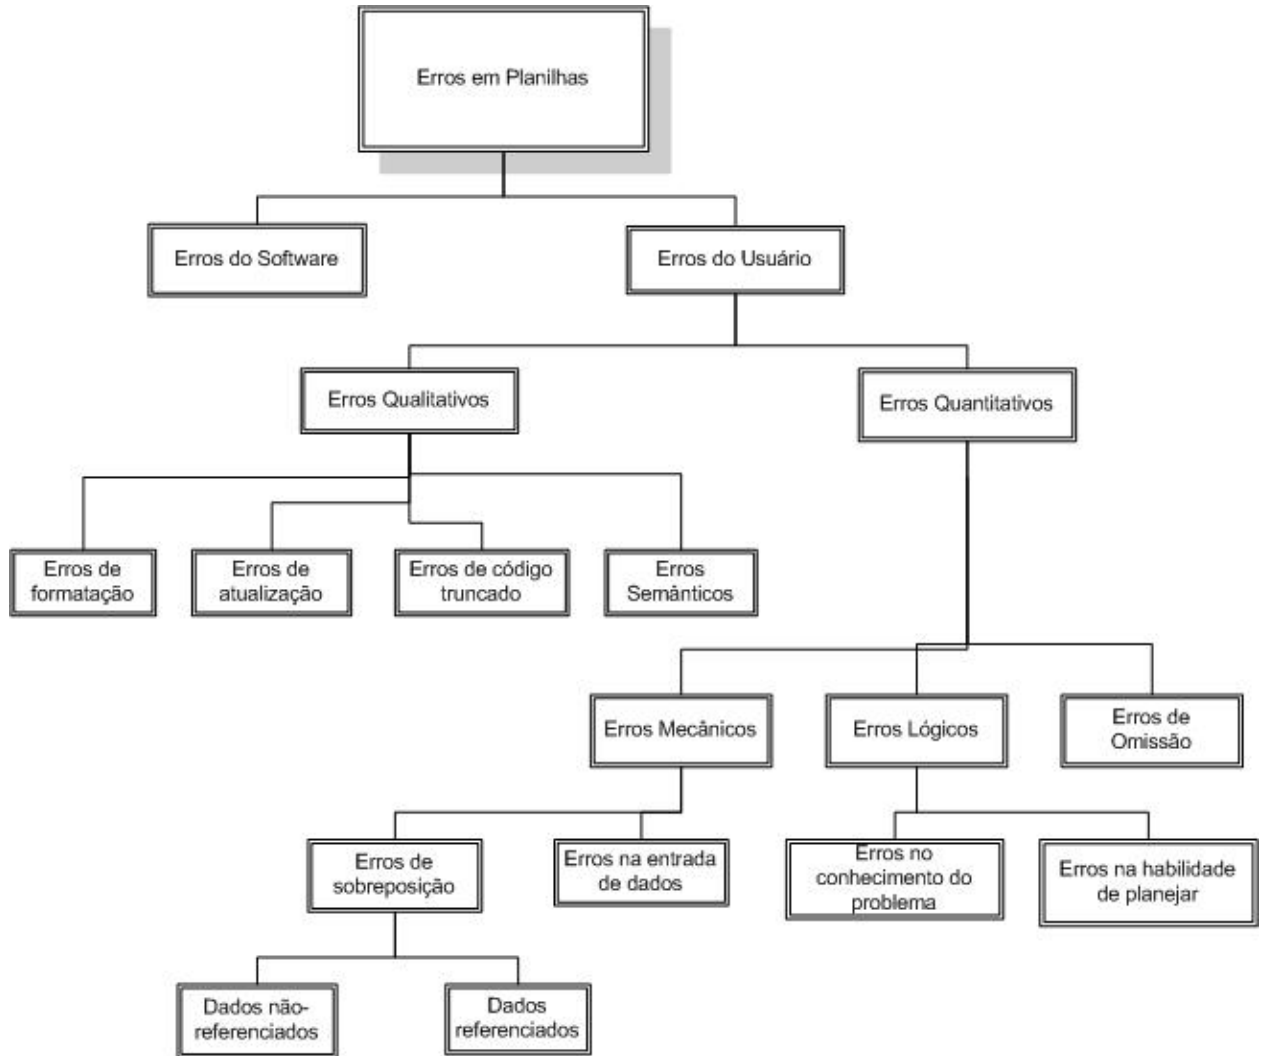 Erros em Planilhas
Erros do Software
Erros do Usuário
Erros Qualitativos
Erros Quantitativos
Erros de
formatação
Erros de
atualização
Erros de código
truncado
Erros
Semânticos
Erros Mecânicos
Erros Lógicos
Erros de
Omissão
Erros de
sobreposição
Erros na entrada
de dados
Erros no
conhecimento do
problema
Erros na habilidade
de planejar
Dados não-
referenciados
Dados
referenciados